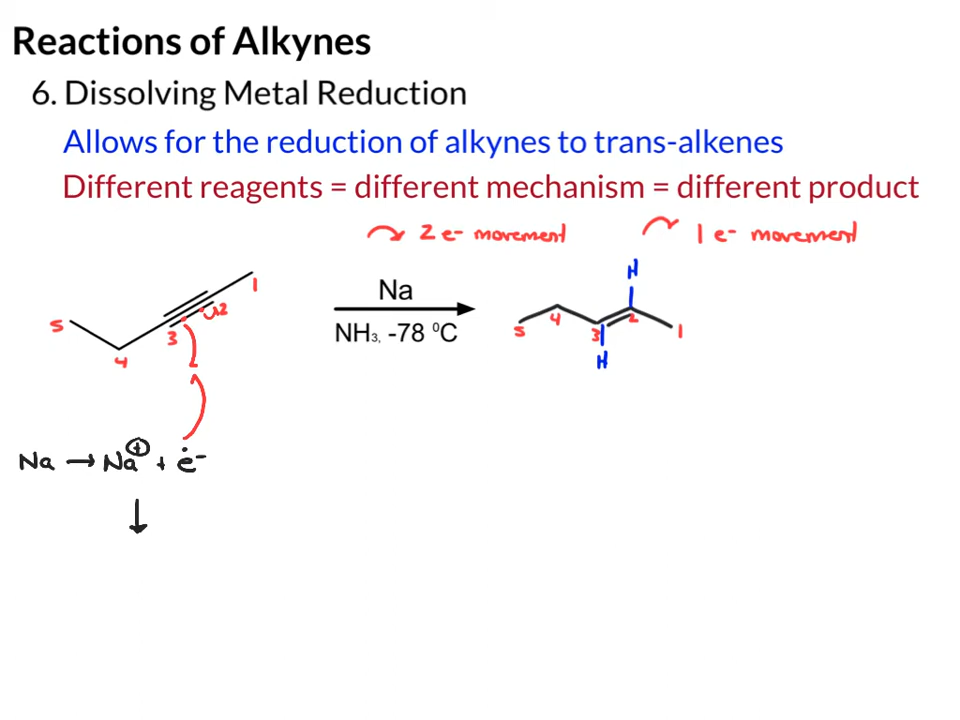 Reactions of Alkynes
6. Dissolving Metal Reduction
Allows for the reduction of alkynes to trans-alkenes
Different reagents = different mechanism = different product
2 e- movement
1 e- movement
H
1
2
3
4
5
Na
NH₃, -78 ⁰C
5
4
3
2
1
H
Na → Na⊕ + ė-
↓